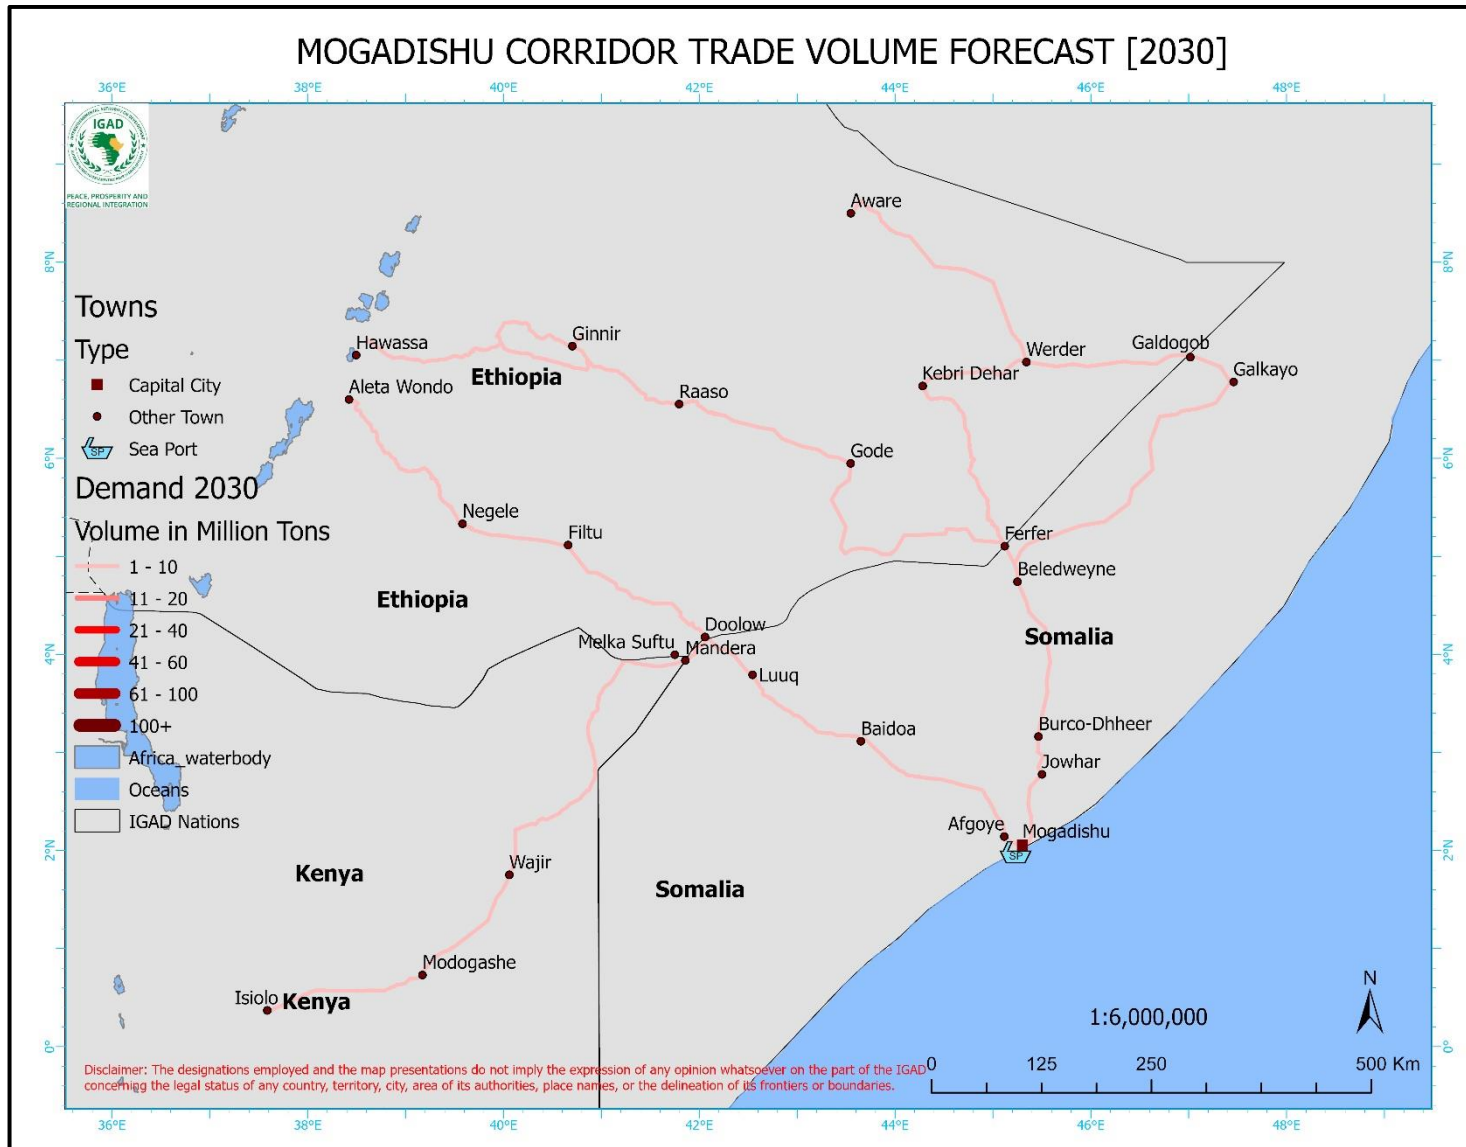 MOGADISHU CORRIDOR TRADE VOLUME FORECAST [2030]
36°E
38°E
40°E
42°E
44°E
46°E
48°E
IGAD
PEACE, PROSPERITY AND
REGIONAL INTEGRATION
8°N
8°N
6°N
6°N
4°N
4°N
2°N
2°N
0°
0°
Aware
Hawassa
Ginnir
Ethiopia
Aleta Wondo
Raaso
Werder
Galdogob
Kebri Dehar
Galkayo
Gode
Negele
Filtu
Ferfer
Beledweyne
Ethiopia
Somalia
Doolow
Melka Suftu
Mandera
Luuq
Baidoa
Burco-Dhheer
Jowhar
Afgoye
Mogadishu
SP
Wajir
Kenya
Somalia
Modogashe
Isiolo
Kenya
Towns
Type
Capital City
Other Town
SP
Sea Port
Demand 2030
Volume in Million Tons
1 - 10
11 - 20
21 - 40
41 - 60
61 - 100
100+
Africa_waterbody
Oceans
IGAD Nations
N
1:6,000,000
0 125 250 500 Km
Disclaimer: The designations employed and the map presentations do not imply the expression of any opinion whatsoever on the part of the IGAD
concerning the legal status of any country, territory, city, area of its authorities, place names, or the delineation of its frontiers or boundaries.
36°E
38°E
40°E
42°E
44°E
46°E
48°E